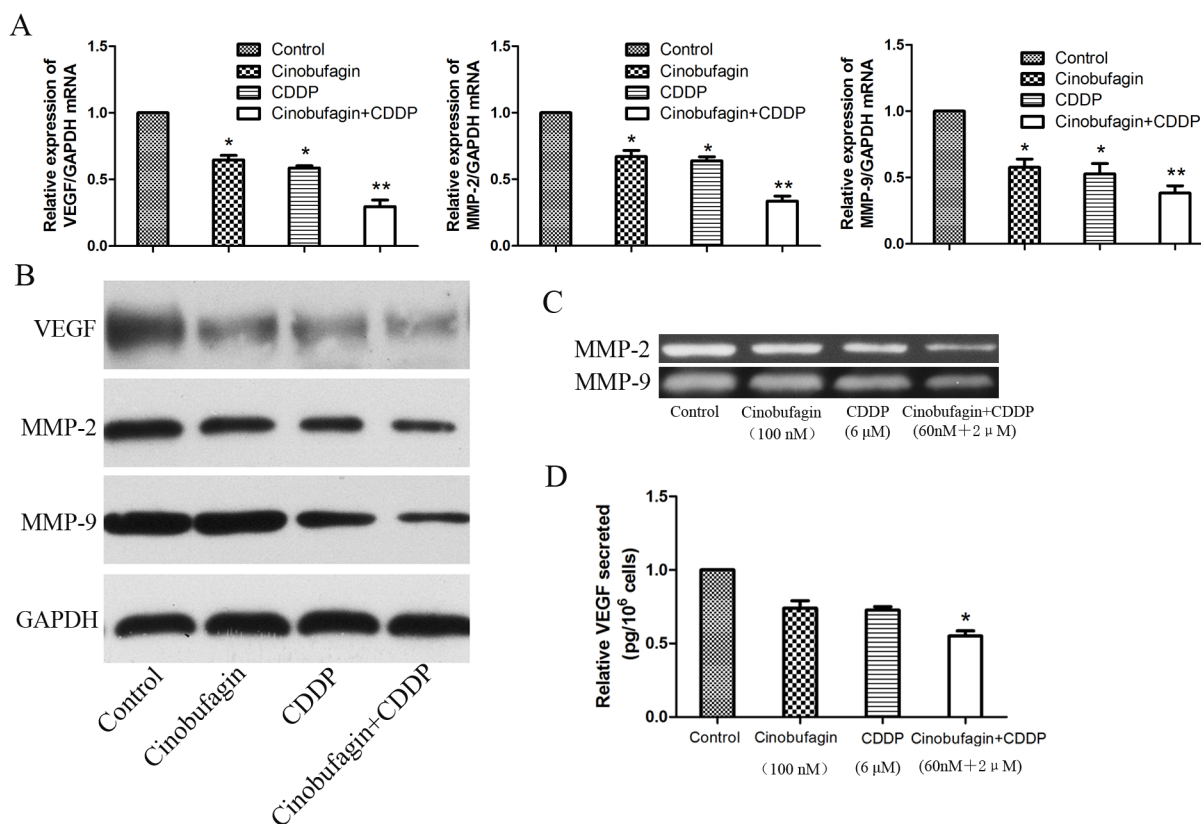 A
Relative expression of
VEGF/GAPDH mRNA
1.5
1.0
0.5
0.0
Control
Cinobufagin
CDDP
Cinobufagin+CDDP
*
*
**
Relative expression of
MMP-2/GAPDH mRNA
1.5
1.0
0.5
0.0
Control
Cinobufagin
CDDP
Cinobufagin+CDDP
*
*
**
Relative expression of
MMP-9/GAPDH mRNA
1.5
1.0
0.5
0.0
Control
Cinobufagin
CDDP
Cinobufagin+CDDP
*
*
**
B
VEGF
MMP-2
MMP-9
GAPDH
Control
Cinobufagin
CDDP
Cinobufagin+CDDP
C
MMP-2
MMP-9
Control Cinobufagin CDDP Cinobufagin+CDDP
(100 nM) (6 μM) (60nM+2 μ M)
D
Relative VEGF secreted
(pg/10⁶ cells)
1.5
1.0
0.5
0.0
*
Control Cinobufagin CDDP Cinobufagin+CDDP
(100 nM) (6 μM) (60nM+2 μ M)